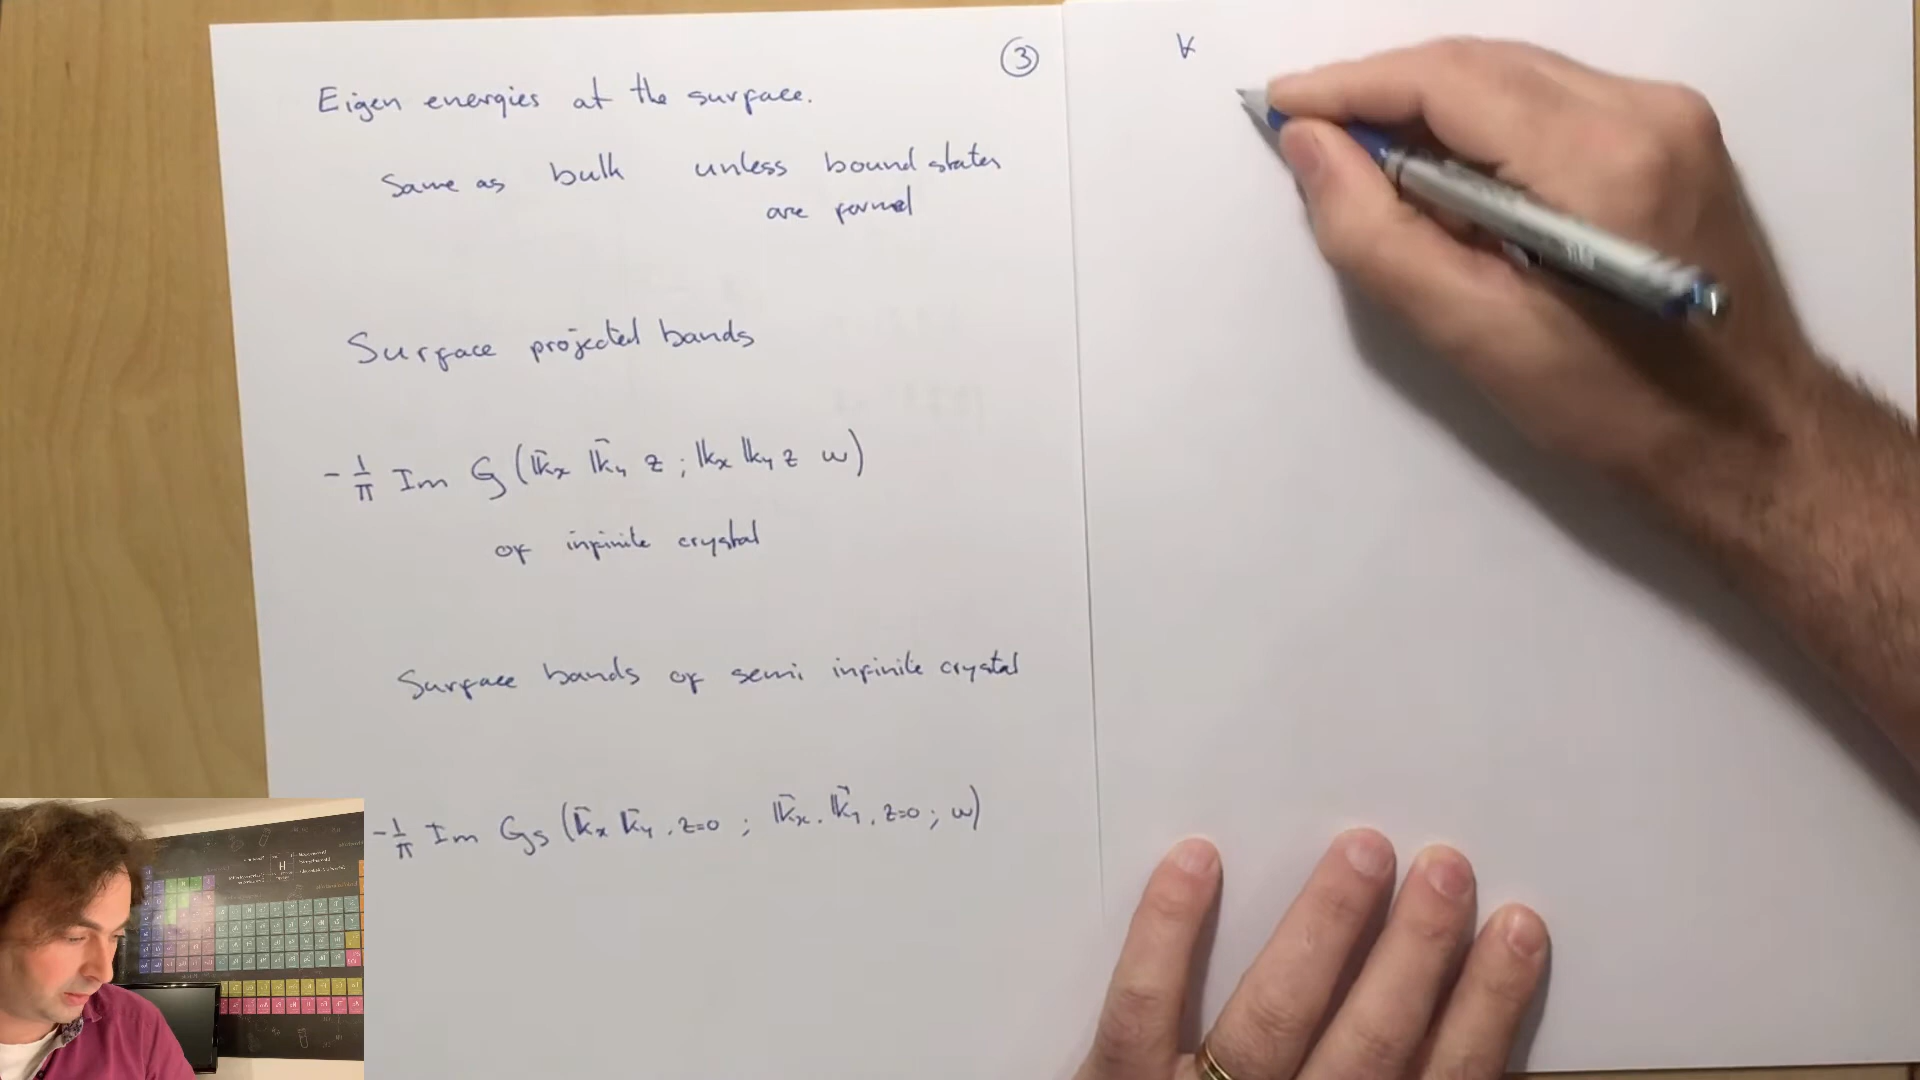 ③
Eigen energies at the surface.
Same as bulk unless bound states
are formed
Surface projected bands
-1/π Im G(k̄x k̄y z ; kx ky z ω)
of infinite crystal
Surface bands of semi infinite crystal
-1/π Im Gs (k̄x k̄y, z=0 ; k̄x, k̄y, z=0 ; ω)
k